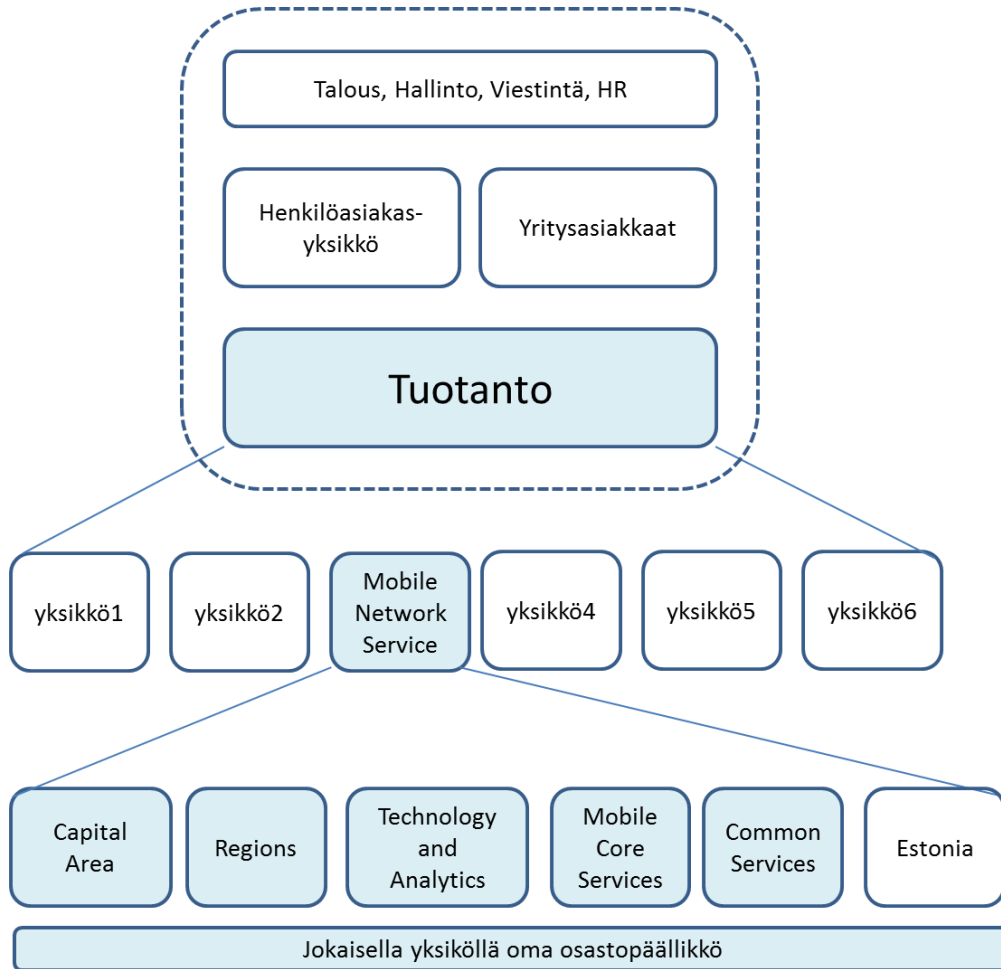 Talous, Hallinto, Viestintä, HR
Henkilöasiakas-
yksikkö
Yritysasiakkaat
Tuotanto
yksikkö1
yksikkö2
Mobile
Network
Service
yksikkö4
yksikkö5
yksikkö6
Capital
Area
Regions
Technology
and
Analytics
Mobile
Core
Services
Common
Services
Estonia
Jokaisella yksiköllä oma osastopäällikkö